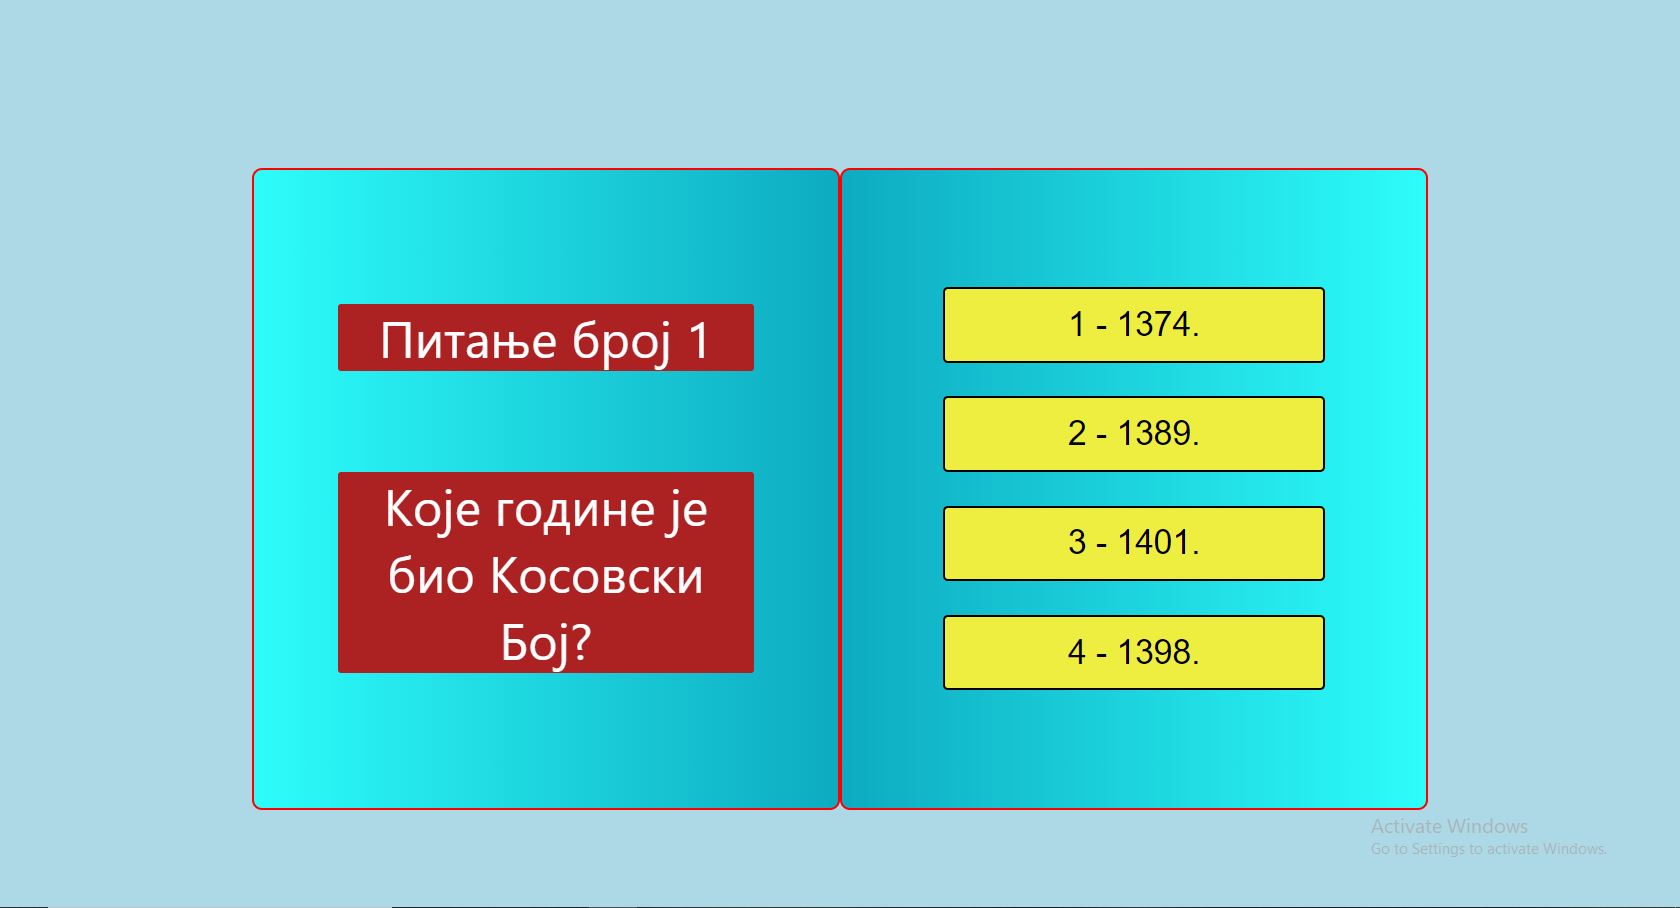 Питање број 1
Које године је
био Косовски
Бој?
1 - 1374.
2 - 1389.
3 - 1401.
4 - 1398.
Activate Windows
Go to Settings to activate Windows.